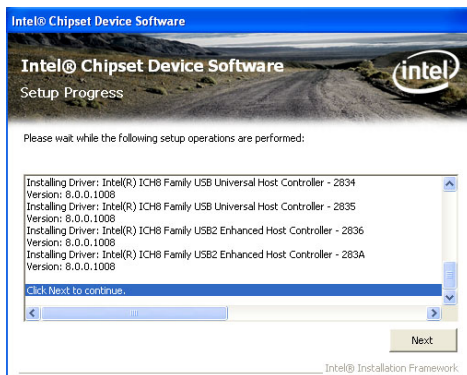 Intel® Chipset Device Software
Intel® Chipset Device Software
Setup Progress
intel®
Please wait while the following setup operations are performed:
Installing Driver: Intel(R) ICH8 Family USB Universal Host Controller - 2834
Version: 8.0.0.1008
Installing Driver: Intel(R) ICH8 Family USB Universal Host Controller - 2835
Version: 8.0.0.1008
Installing Driver: Intel(R) ICH8 Family USB2 Enhanced Host Controller - 2836
Version: 8.0.0.1008
Installing Driver: Intel(R) ICH8 Family USB2 Enhanced Host Controller - 283A
Version: 8.0.0.1008
Click Next to continue.
Next
Intel® Installation Framework